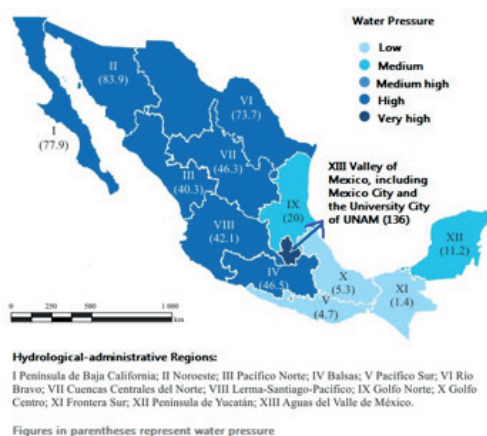 Water Pressure
Low
Medium
Medium high
High
Very high
II
(83.9)
VI
(73.7)
I
(77.9)
VII
(46.3)
III
(40.3)
XIII Valley of
Mexico, including
Mexico City and
the University City
of UNAM (136)
IX
(20)
VIII
(42.1)
XII
(11.2)
IV
(46.5)
X
(5.3)
XI
(1.4)
V
(4.7)
0 250 500 1 000
km
Hydrological-administrative Regions:
I Península de Baja California; II Noroeste; III Pacífico Norte; IV Balsas; V Pacífico Sur; VI Río
Bravo; VII Cuencas Centrales del Norte; VIII Lerma-Santiago-Pacífico; IX Golfo Norte; X Golfo
Centro; XI Frontera Sur; XII Península de Yucatán; XIII Aguas del Valle de México.
Figures in parentheses represent water pressure